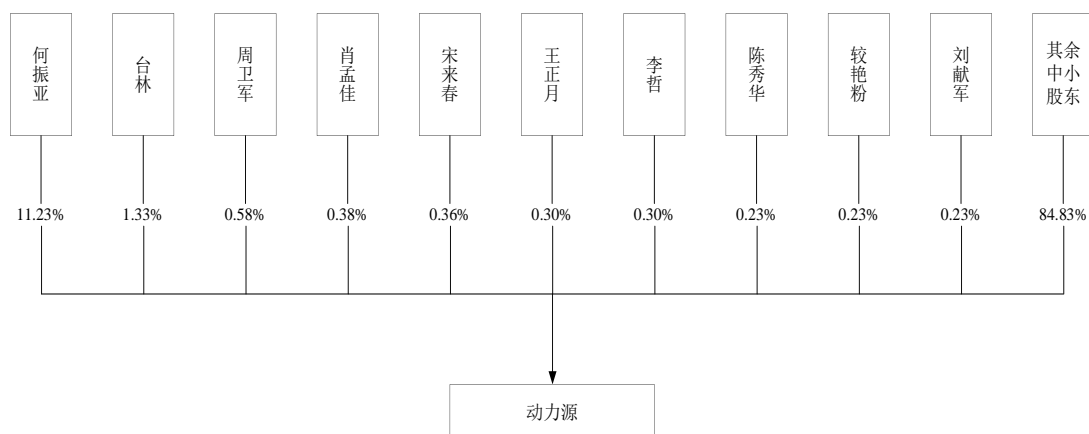 何振亚
台林
周卫军
肖孟佳
宋来春
王正月
李哲
陈秀华
较艳粉
刘献军
其余中小股东
11.23%
1.33%
0.58%
0.38%
0.36%
0.30%
0.30%
0.23%
0.23%
0.23%
84.83%
动力源